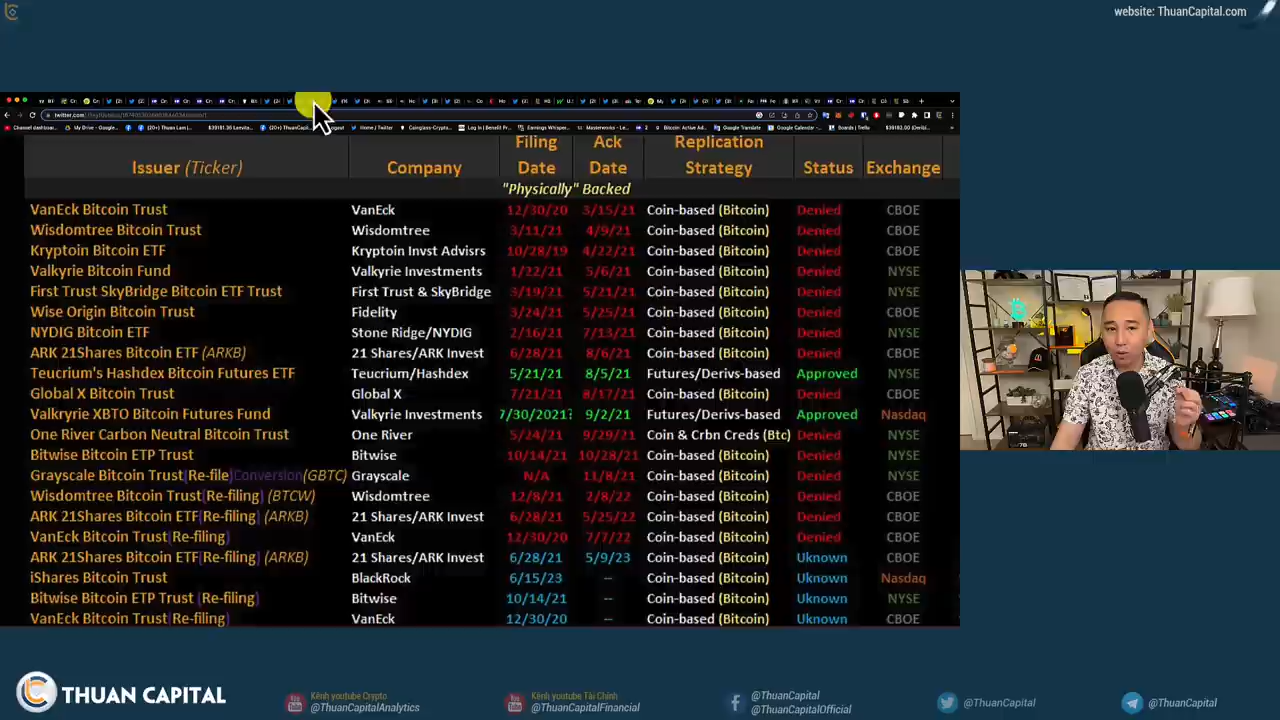 website: ThuanCapital.com
Issuer (Ticker) Company Filing Date Ack Date Replication Strategy Status Exchange
"Physically" Backed
VanEck Bitcoin Trust VanEck 12/30/20 3/15/21 Coin-based (Bitcoin) Denied CBOE
Wisdomtree Bitcoin Trust Wisdomtree 3/11/21 4/9/21 Coin-based (Bitcoin) Denied CBOE
Kryptoin Bitcoin ETF Kryptoin Invst Advisrs 10/28/19 4/22/21 Coin-based (Bitcoin) Denied CBOE
Valkyrie Bitcoin Fund Valkyrie Investments 1/22/21 5/6/21 Coin-based (Bitcoin) Denied NYSE
First Trust SkyBridge Bitcoin ETF Trust First Trust & SkyBridge 3/19/21 5/21/21 Coin-based (Bitcoin) Denied NYSE
Wise Origin Bitcoin Trust Fidelity 3/24/21 5/25/21 Coin-based (Bitcoin) Denied CBOE
NYDIG Bitcoin ETF Stone Ridge/NYDIG 2/16/21 7/13/21 Coin-based (Bitcoin) Denied NYSE
ARK 21Shares Bitcoin ETF (ARKB) 21 Shares/ARK Invest 6/28/21 8/6/21 Coin-based (Bitcoin) Denied CBOE
Teucrium's Hashdex Bitcoin Futures ETF Teucrium/Hashdex 5/21/21 8/5/21 Futures/Derivs-based Approved NYSE
Global X Bitcoin Trust Global X 7/21/21 8/17/21 Coin-based (Bitcoin) Denied CBOE
Valkryrie XBTO Bitcoin Futures Fund Valkyrie Investments 7/30/2021? 9/2/21 Futures/Derivs-based Approved Nasdaq
One River Carbon Neutral Bitcoin Trust One River 5/24/21 9/29/21 Coin & Crbn Creds (Btc) Denied NYSE
Bitwise Bitcoin ETP Trust Bitwise 10/14/21 10/28/21 Coin-based (Bitcoin) Denied NYSE
Grayscale Bitcoin Trust(Re-file)Conversion(GBTC) Grayscale N/A 11/8/21 Coin-based (Bitcoin) Denied NYSE
Wisdomtree Bitcoin Trust(Re-filing) (BTCW) Wisdomtree 12/8/21 2/8/22 Coin-based (Bitcoin) Denied CBOE
ARK 21Shares Bitcoin ETF(Re-filing) (ARKB) 21 Shares/ARK Invest 6/28/21 5/25/22 Coin-based (Bitcoin) Denied CBOE
VanEck Bitcoin Trust(Re-filing) VanEck 12/30/20 7/7/22 Coin-based (Bitcoin) Denied CBOE
ARK 21Shares Bitcoin ETF(Re-filing) (ARKB) 21 Shares/ARK Invest 6/28/21 5/9/23 Coin-based (Bitcoin) Uknown CBOE
iShares Bitcoin Trust BlackRock 6/15/23 -- Coin-based (Bitcoin) Uknown Nasdaq
Bitwise Bitcoin ETP Trust (Re-filing) Bitwise 10/14/21 -- Coin-based (Bitcoin) Uknown NYSE
VanEck Bitcoin Trust(Re-filing) VanEck 12/30/20 -- Coin-based (Bitcoin) Uknown CBOE
THUAN CAPITAL
Kênh youtube Crypto
@ThuanCapitalAnalytics
Kênh youtube Tài Chính
@ThuanCapitalFinancial
@ThuanCapital
@ThuanCapitalOfficial
@ThuanCapital
@ThuanCapital